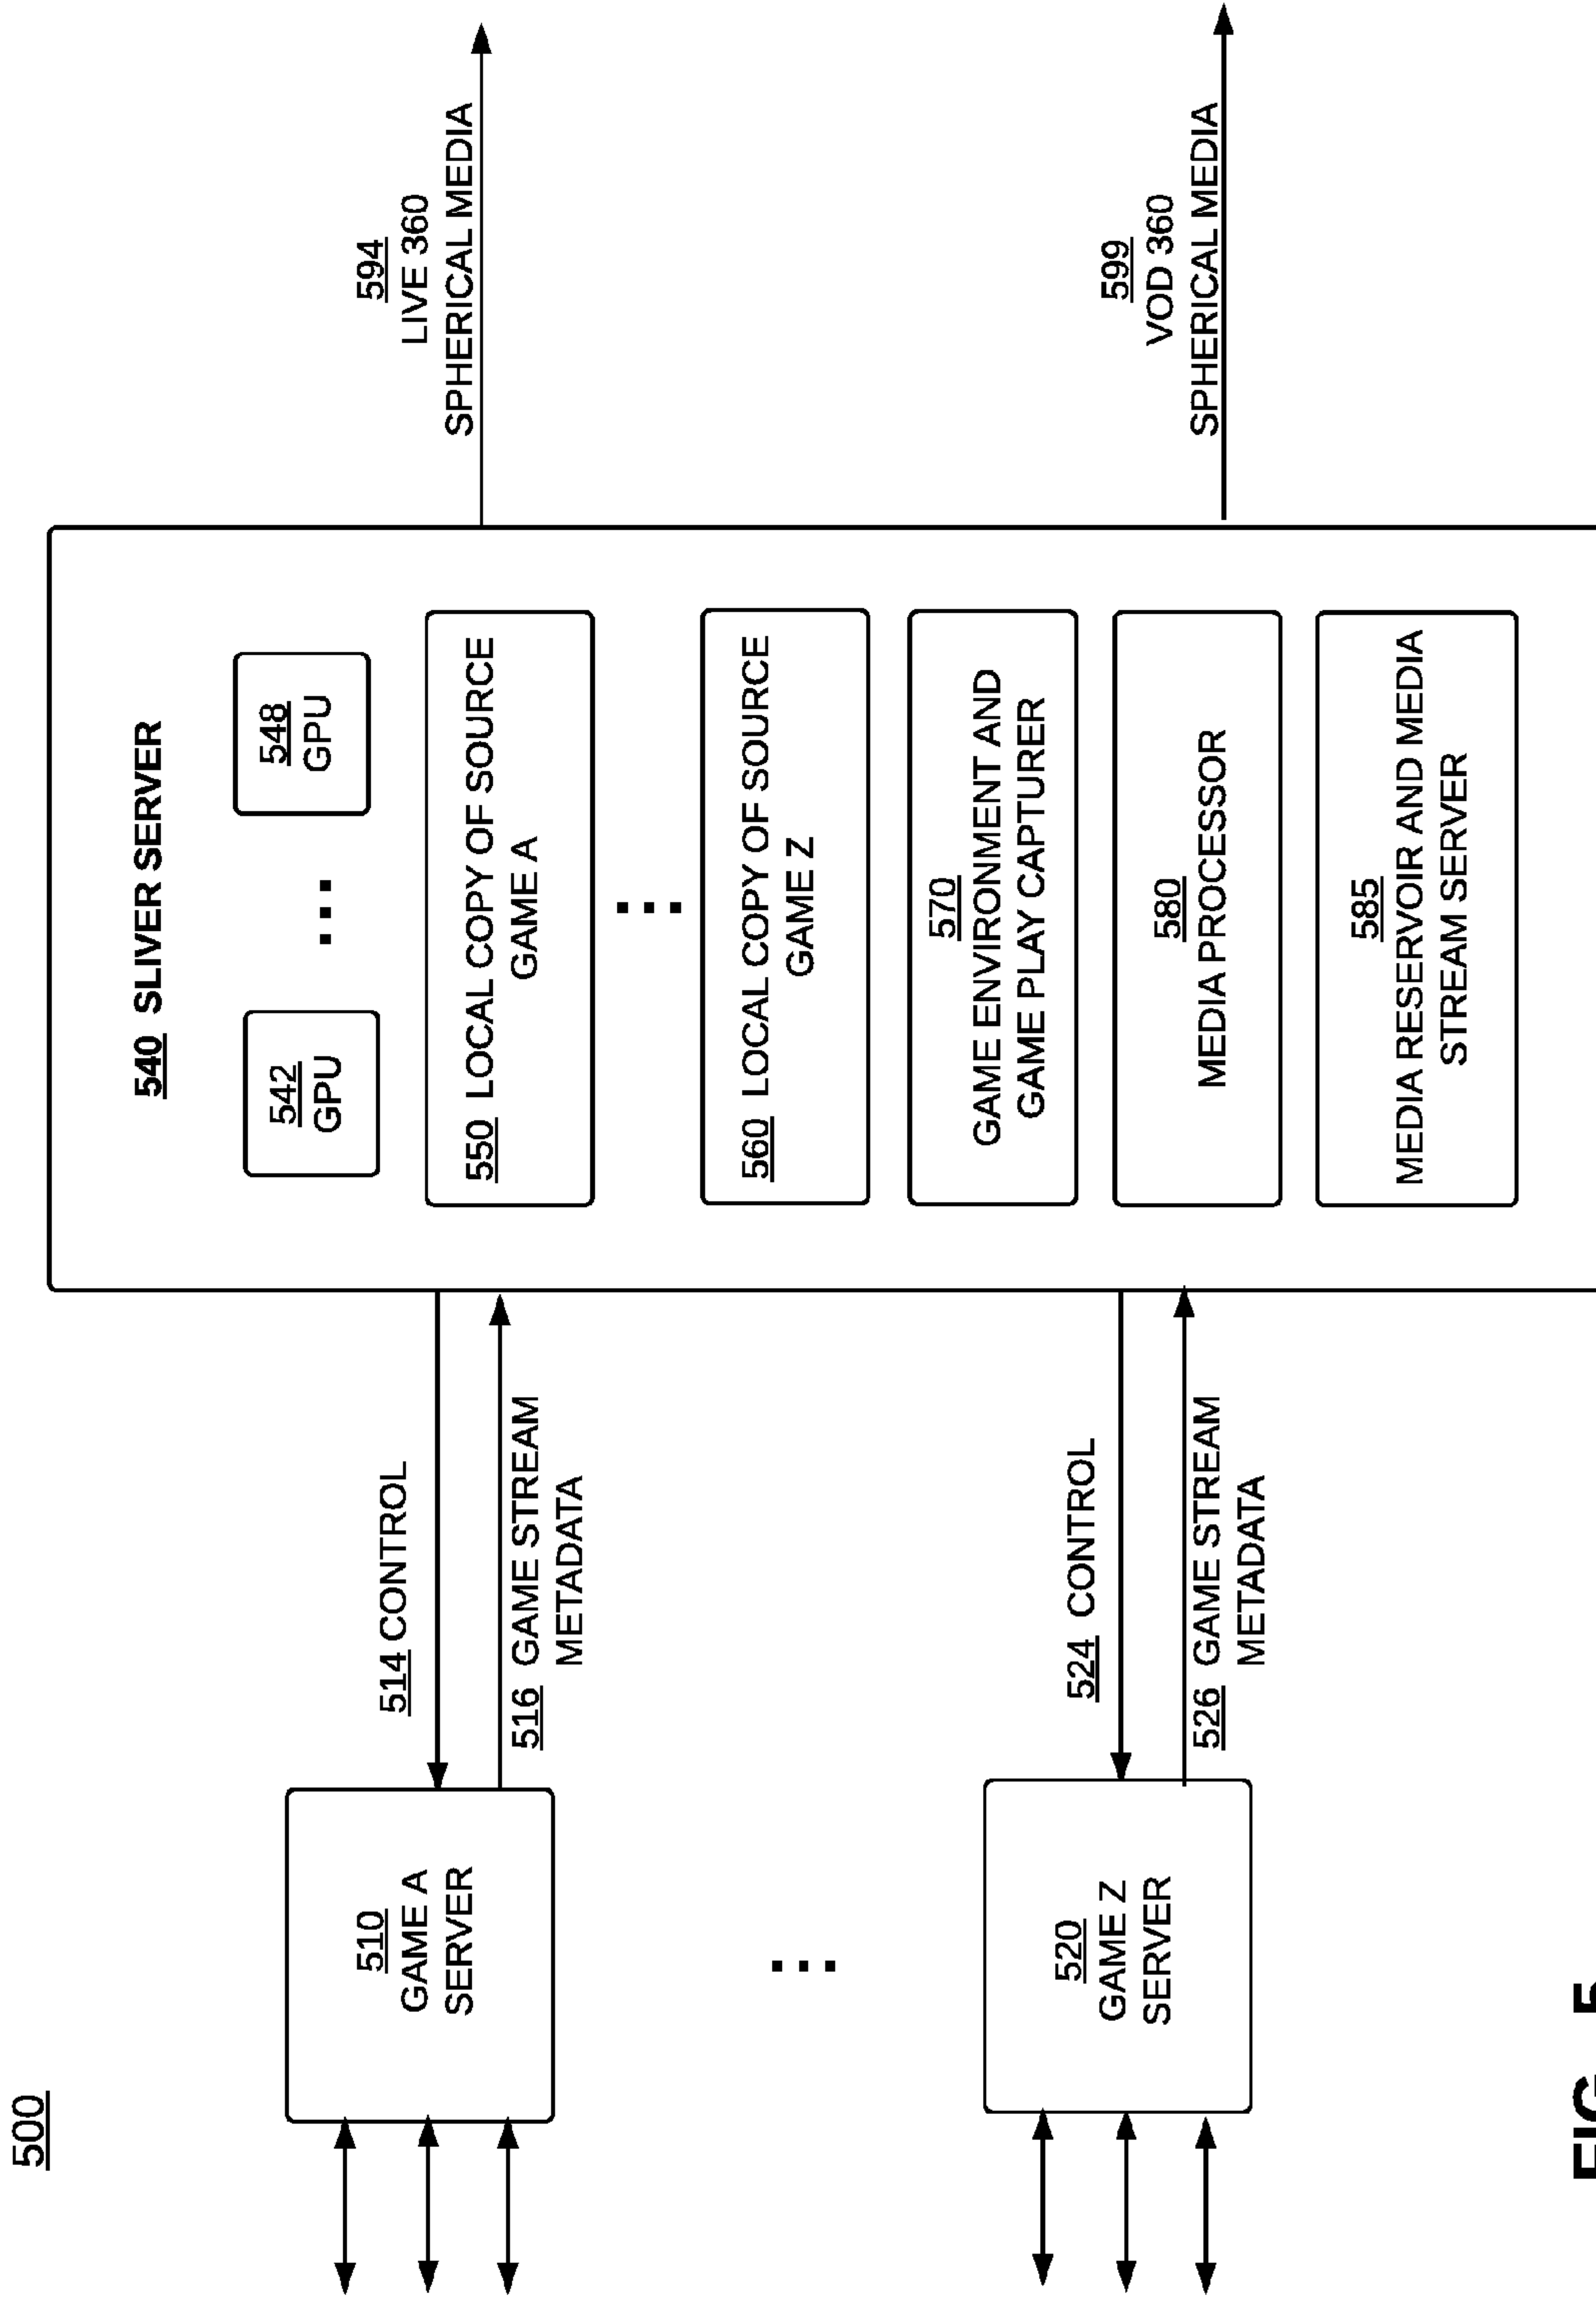 500
510
GAME A
SERVER
520
GAME Z
SERVER
514 CONTROL
516 GAME STREAM
METADATA
524 CONTROL
526 GAME STREAM
METADATA
540 SLIVER SERVER
542
GPU
548
GPU
550 LOCAL COPY OF SOURCE
GAME A
560 LOCAL COPY OF SOURCE
GAME Z
570
GAME ENVIRONMENT AND
GAME PLAY CAPTURER
580
MEDIA PROCESSOR
585
MEDIA RESERVOIR AND MEDIA
STREAM SERVER
594
LIVE 360
SPHERICAL MEDIA
599
VOD 360
SPHERICAL MEDIA
FIG. 5